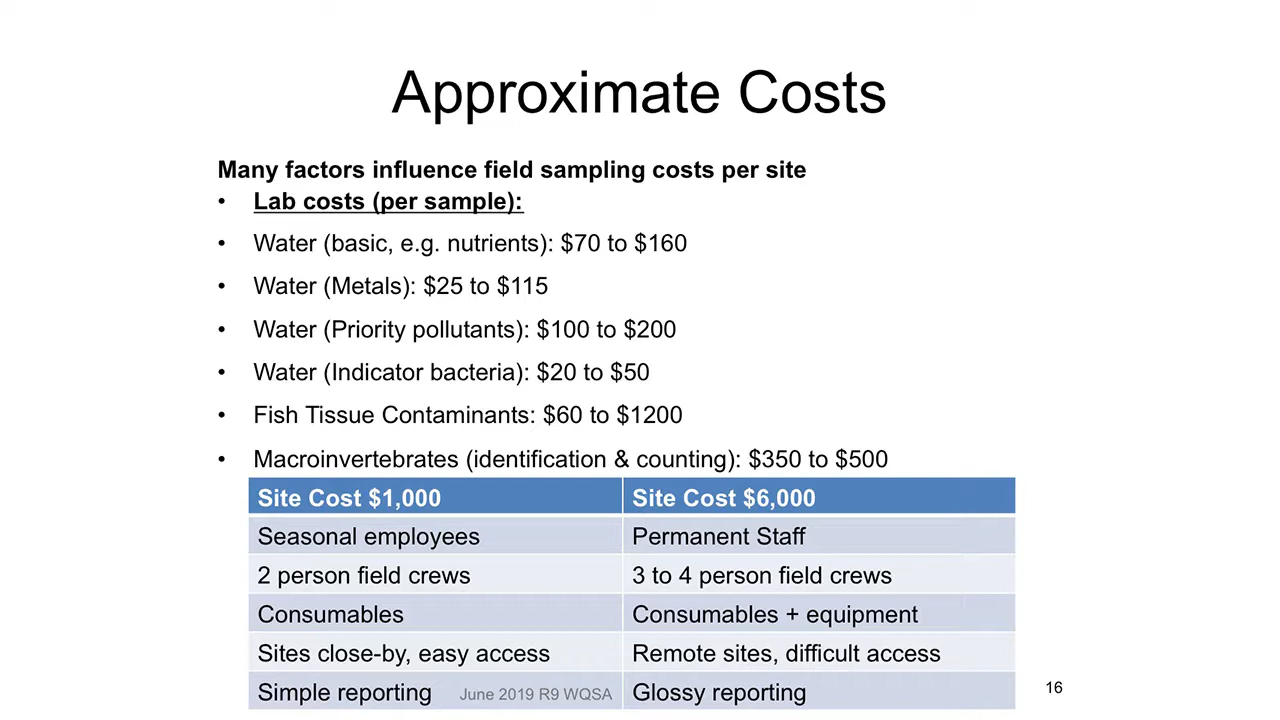 Approximate Costs
Many factors influence field sampling costs per site
• Lab costs (per sample):
• Water (basic, e.g. nutrients): $70 to $160
• Water (Metals): $25 to $115
• Water (Priority pollutants): $100 to $200
• Water (Indicator bacteria): $20 to $50
• Fish Tissue Contaminants: $60 to $1200
• Macroinvertebrates (identification & counting): $350 to $500
Site Cost $1,000 Site Cost $6,000
Seasonal employees Permanent Staff
2 person field crews 3 to 4 person field crews
Consumables Consumables + equipment
Sites close-by, easy access Remote sites, difficult access
Simple reporting June 2019 R9 WQSA Glossy reporting
16